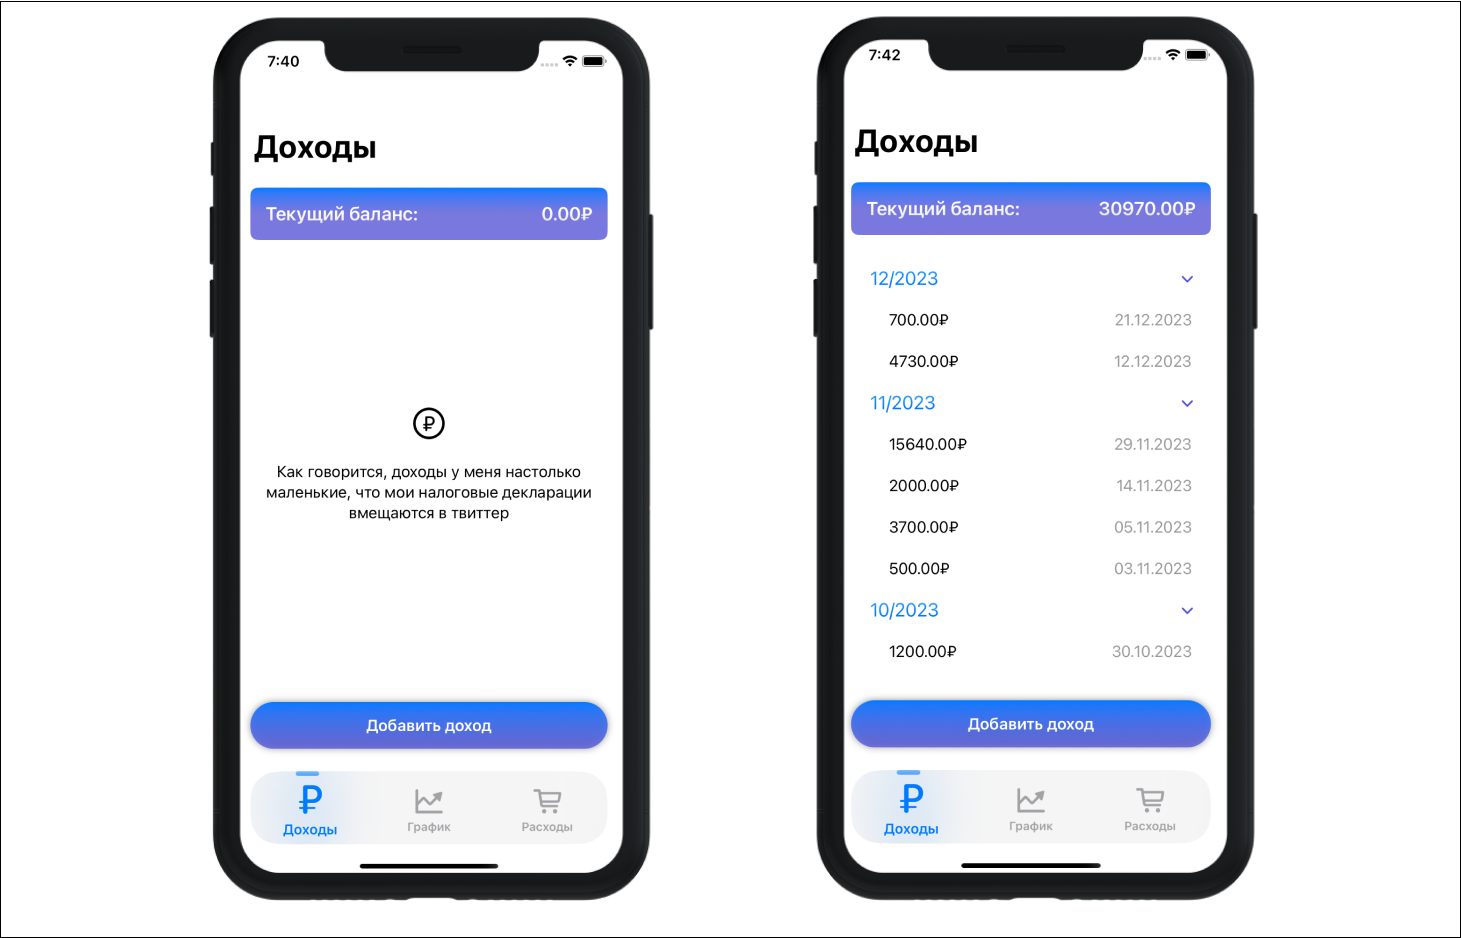 7:40
Доходы
Текущий баланс: 0.00₽
₽
Как говорится, доходы у меня настолько
маленькие, что мои налоговые декларации
вмещаются в твиттер
Добавить доход
₽
Доходы График Расходы
7:42
Доходы
Текущий баланс: 30970.00₽
12/2023
700.00₽ 21.12.2023
4730.00₽ 12.12.2023
11/2023
15640.00₽ 29.11.2023
2000.00₽ 14.11.2023
3700.00₽ 05.11.2023
500.00₽ 03.11.2023
10/2023
1200.00₽ 30.10.2023
Добавить доход
₽
Доходы График Расходы